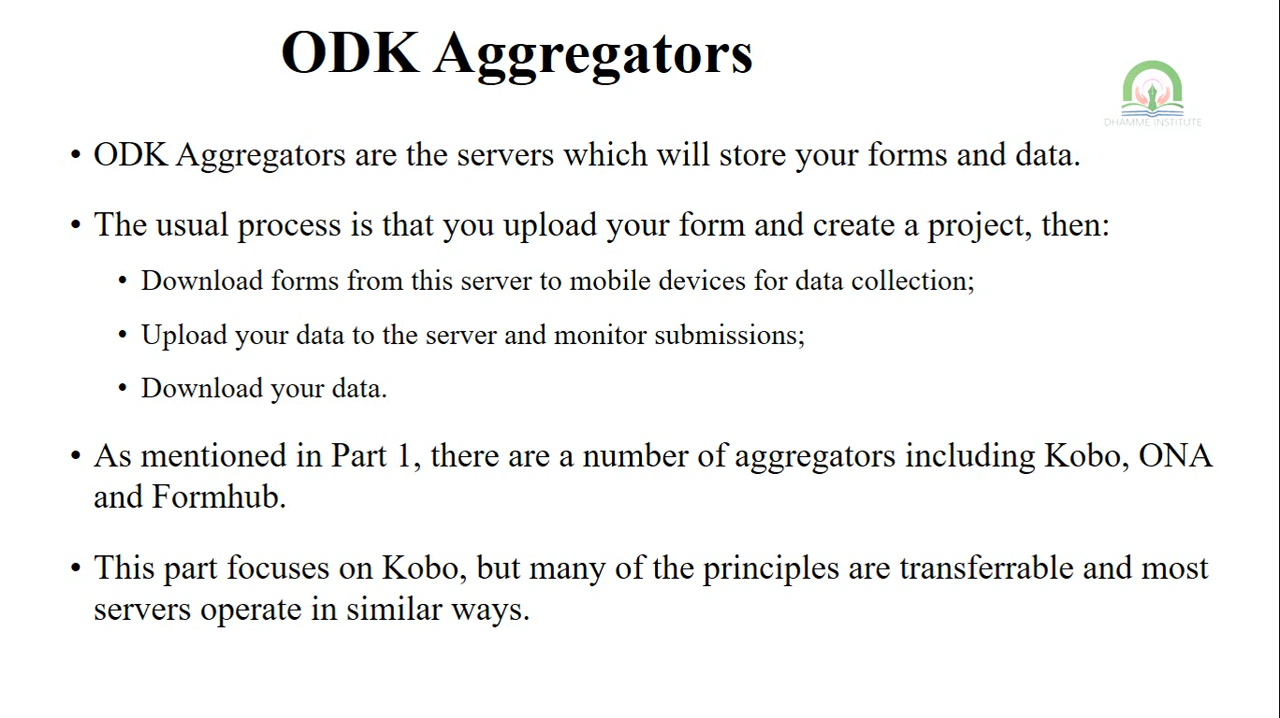 ODK Aggregators
DHAMME INSTITUTE
• ODK Aggregators are the servers which will store your forms and data.
• The usual process is that you upload your form and create a project, then:
• Download forms from this server to mobile devices for data collection;
• Upload your data to the server and monitor submissions;
• Download your data.
• As mentioned in Part 1, there are a number of aggregators including Kobo, ONA
and Formhub.
• This part focuses on Kobo, but many of the principles are transferrable and most
servers operate in similar ways.